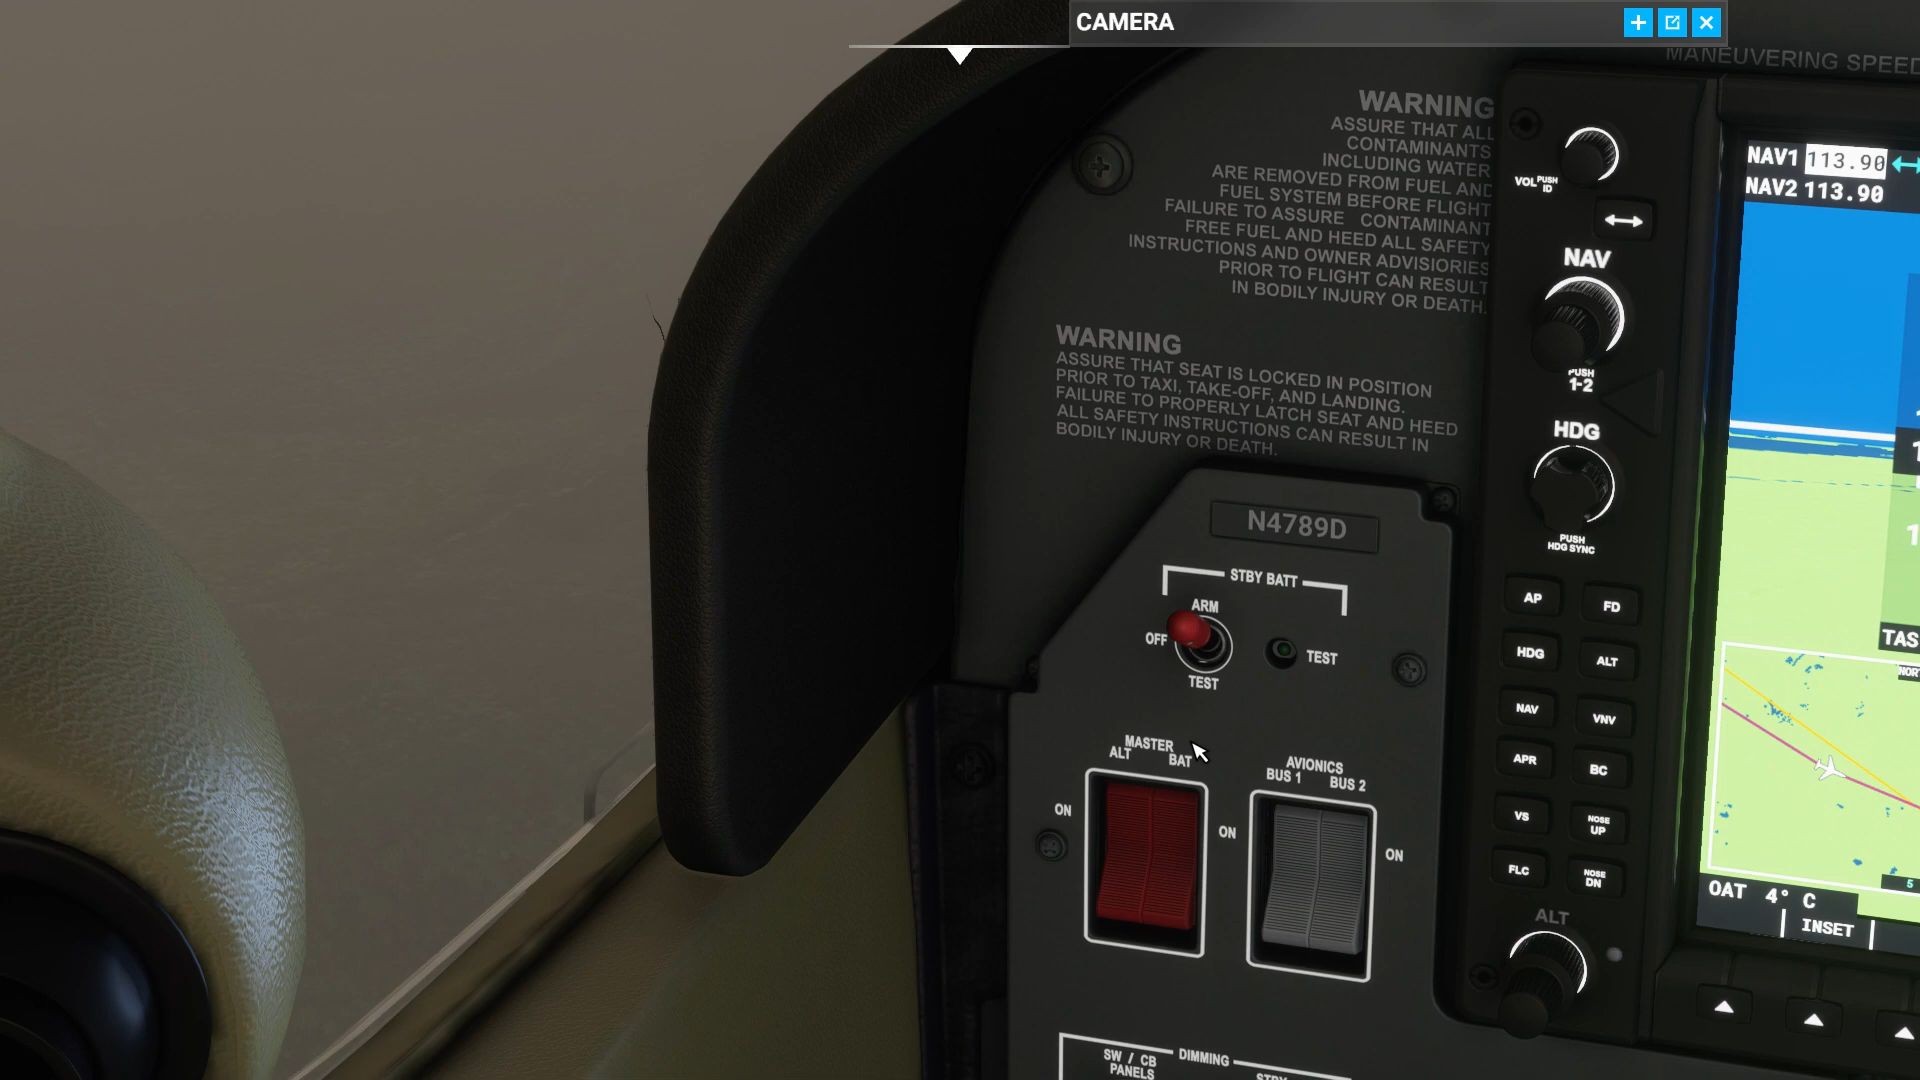 CAMERA
MANEUVERING SPEED
WARNING
ASSURE THAT ALL
CONTAMINANTS
INCLUDING WATER
ARE REMOVED FROM FUEL AND
FUEL SYSTEM BEFORE FLIGHT
FAILURE TO ASSURE CONTAMINANT
FREE FUEL AND HEED ALL SAFETY
INSTRUCTIONS AND OWNER ADVISIORIES
PRIOR TO FLIGHT CAN RESULT
IN BODILY INJURY OR DEATH.
WARNING
ASSURE THAT SEAT IS LOCKED IN POSITION
PRIOR TO TAXI, TAKE-OFF, AND LANDING.
FAILURE TO PROPERLY LATCH SEAT AND HEED
ALL SAFETY INSTRUCTIONS CAN RESULT IN
BODILY INJURY OR DEATH.
N4789D
STBY BATT
ARM
OFF
TEST
TEST
MASTER
ALT BAT
ON
ON
AVIONICS
BUS 1 BUS 2
ON
SW / CB
PANELS
DIMMING
VOL PUSH
ID
NAV
PUSH
1-2
HDG
PUSH
HDG SYNC
AP FD
HDG ALT
NAV VNV
APR BC
VS NOSE
UP
FLC NOSE
DN
ALT
NAV1 113.90
NAV2 113.90
TAS
5
OAT 4° C
INSET